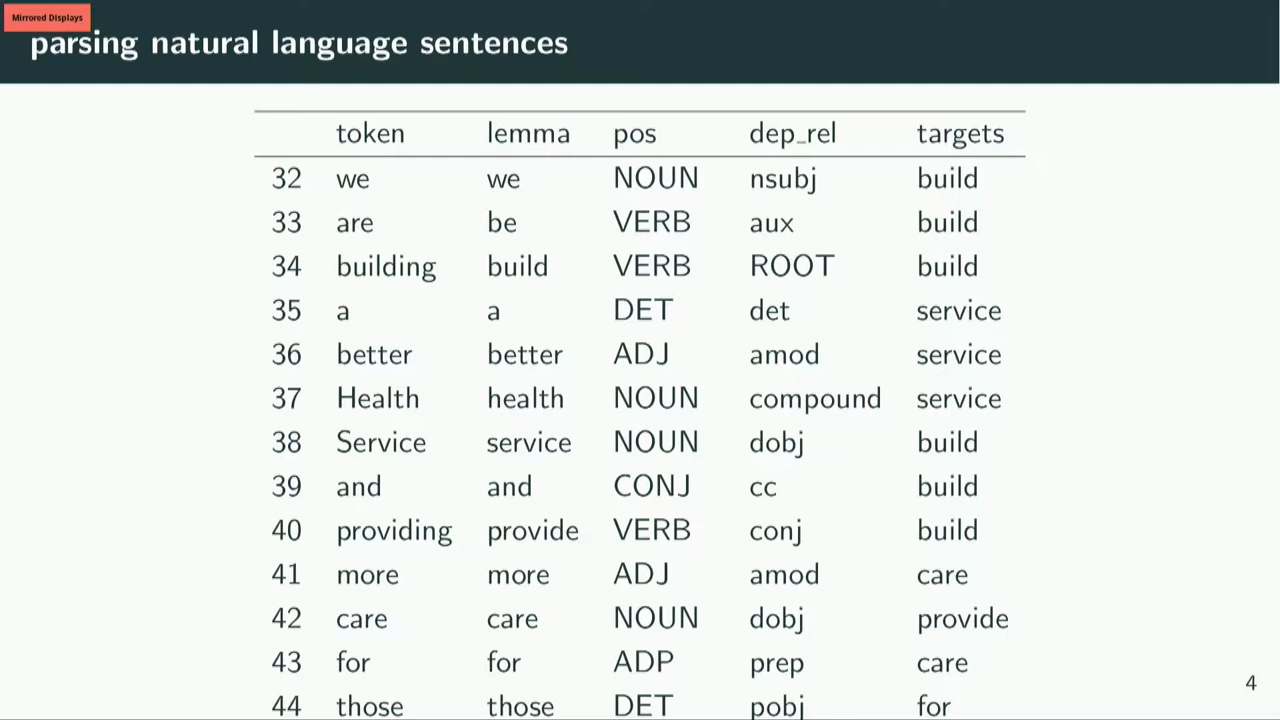 Mirrored Displays
parsing natural language sentences
token lemma pos dep_rel targets
32 we we NOUN nsubj build
33 are be VERB aux build
34 building build VERB ROOT build
35 a a DET det service
36 better better ADJ amod service
37 Health health NOUN compound service
38 Service service NOUN dobj build
39 and and CONJ cc build
40 providing provide VERB conj build
41 more more ADJ amod care
42 care care NOUN dobj provide
43 for for ADP prep care
44 those those DET pobj for
4